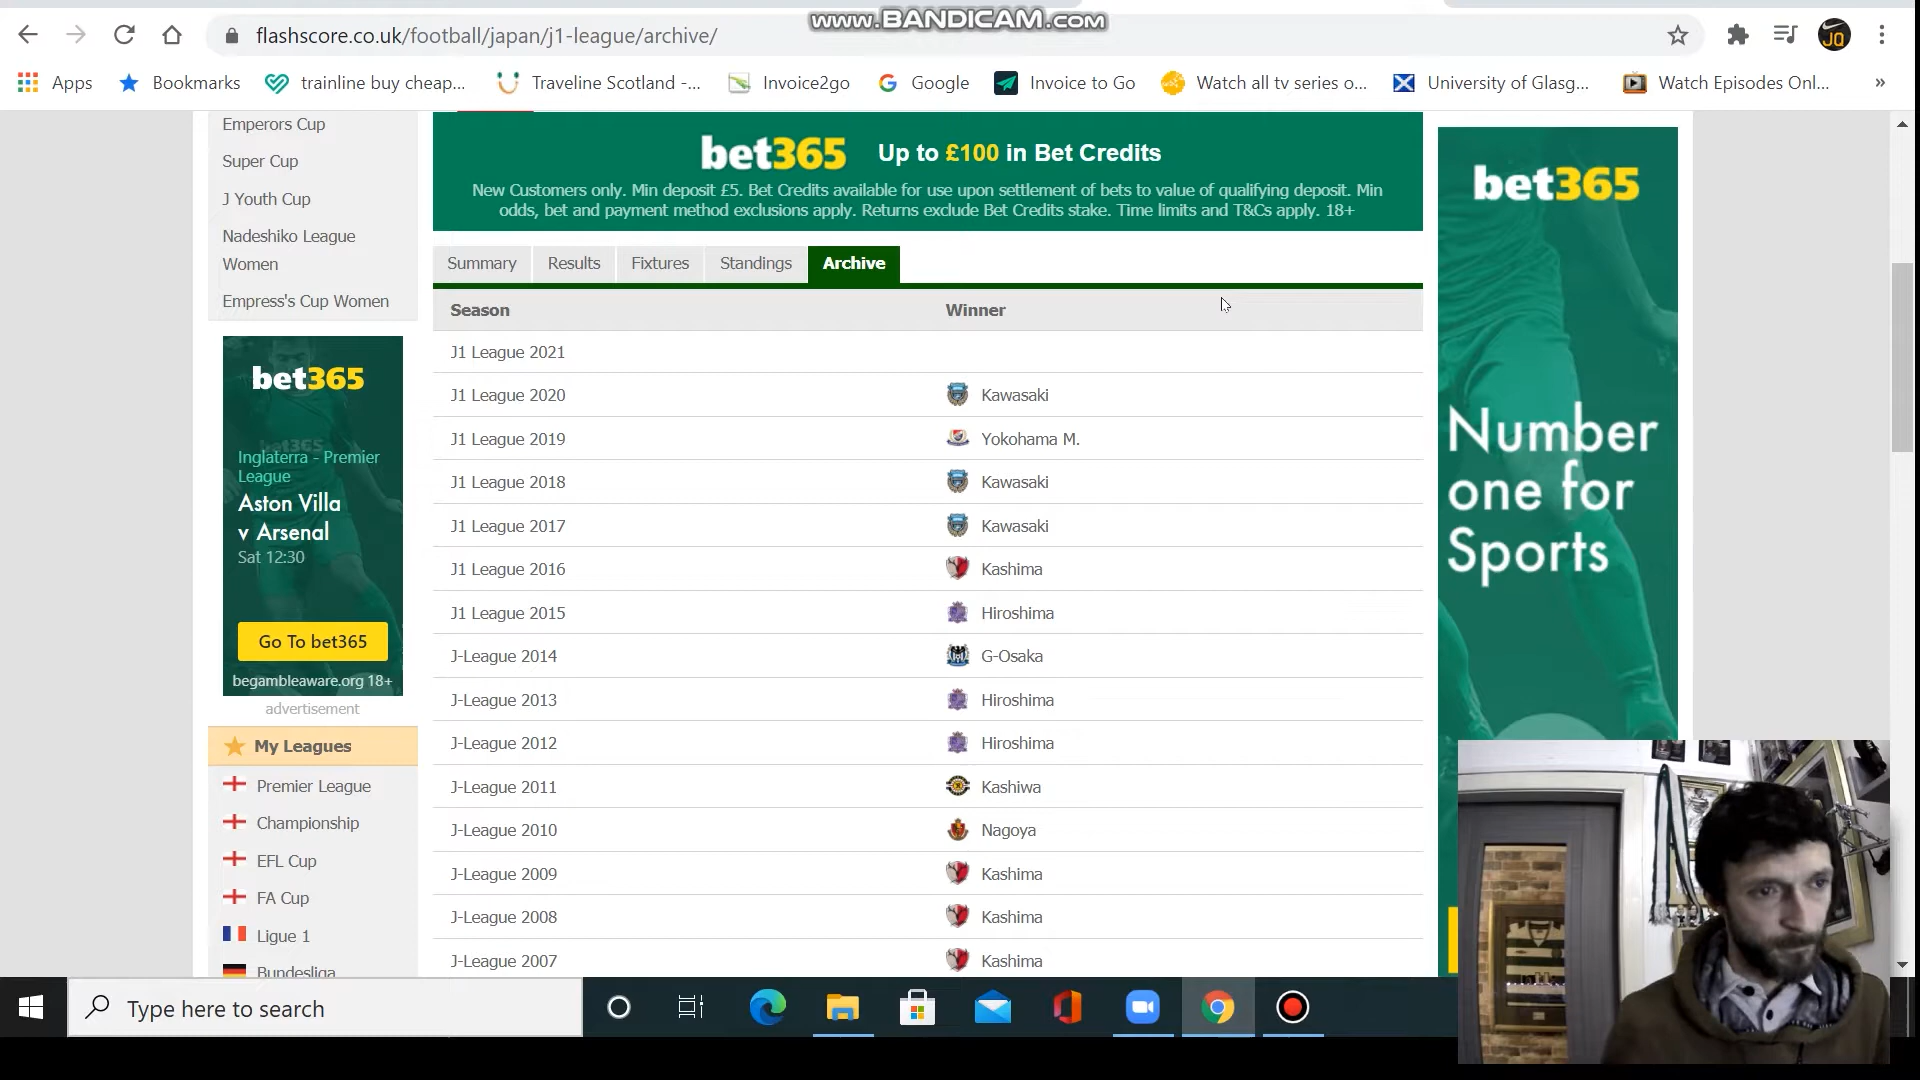 www.BANDICAM.com
flashscore.co.uk/football/japan/j1-league/archive/
JQ
Apps
Bookmarks
trainline buy cheap...
Traveline Scotland -...
Invoice2go
Google
Invoice to Go
Watch all tv series o...
University of Glasg...
Watch Episodes Onl...
»
Emperors Cup
Super Cup
J Youth Cup
Nadeshiko League
Women
Empress's Cup Women
bet365
Inglaterra - Premier
League
Aston Villa
v Arsenal
Sat 12:30
Go To bet365
begambleaware.org 18+
advertisement
My Leagues
Premier League
Championship
EFL Cup
FA Cup
Ligue 1
Bundesliga
bet365 Up to £100 in Bet Credits
New Customers only. Min deposit £5. Bet Credits available for use upon settlement of bets to value of qualifying deposit. Min
odds, bet and payment method exclusions apply. Returns exclude Bet Credits stake. Time limits and T&Cs apply. 18+
Summary Results Fixtures Standings Archive
Season Winner
J1 League 2021
J1 League 2020 Kawasaki
J1 League 2019 Yokohama M.
J1 League 2018 Kawasaki
J1 League 2017 Kawasaki
J1 League 2016 Kashima
J1 League 2015 Hiroshima
J-League 2014 G-Osaka
J-League 2013 Hiroshima
J-League 2012 Hiroshima
J-League 2011 Kashiwa
J-League 2010 Nagoya
J-League 2009 Kashima
J-League 2008 Kashima
J-League 2007 Kashima
bet365
Number
one for
Sports
Type here to search